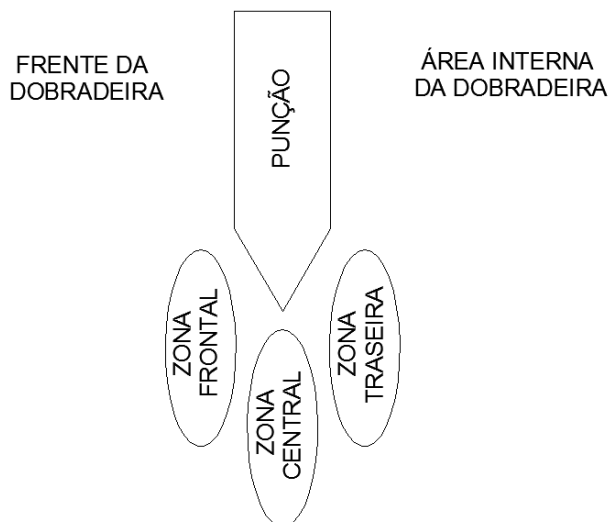 FRENTE DA
DOBRADEIRA
PUNÇÃO
ÁREA INTERNA
DA DOBRADEIRA
ZONA
FRONTAL
ZONA
CENTRAL
ZONA
TRASEIRA